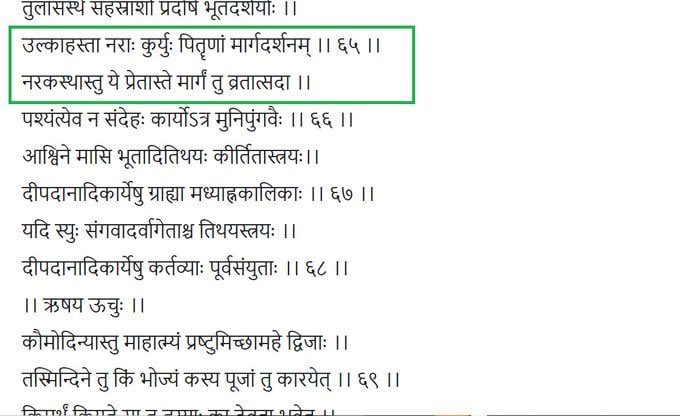 तुलासंस्थे सहस्रांशौ प्रदोषे भूतदर्शयोः ।।
उल्काहस्ता नराः कुर्युः पितॄणां मार्गदर्शनम् ।। ६५ ।।
नरकस्थास्तु ये प्रेतास्ते मार्गं तु व्रतात्सदा ।।
पश्यंत्येव न संदेहः कार्योऽत्र मुनिपुंगवैः ।। ६६ ।।
आश्विने मासि भूतादितिथयः कीर्तितास्त्रयः।।
दीपदानादिकार्येषु ग्राह्या मध्याह्नकालिकाः ।। ६७ ।।
यदि स्युः संगवादर्वागेताश्च तिथयस्त्रयः ।।
दीपदानादिकार्येषु कर्तव्याः पूर्वसंयुताः ।। ६८ ।।
।। ऋषय ऊचुः ।।
कौमोदिन्यास्तु माहात्म्यं प्रष्टुमिच्छामहे द्विजाः ।।
तस्मिन्दिने तु किं भोज्यं कस्य पूजां तु कारयेत् ।। ६९ ।।